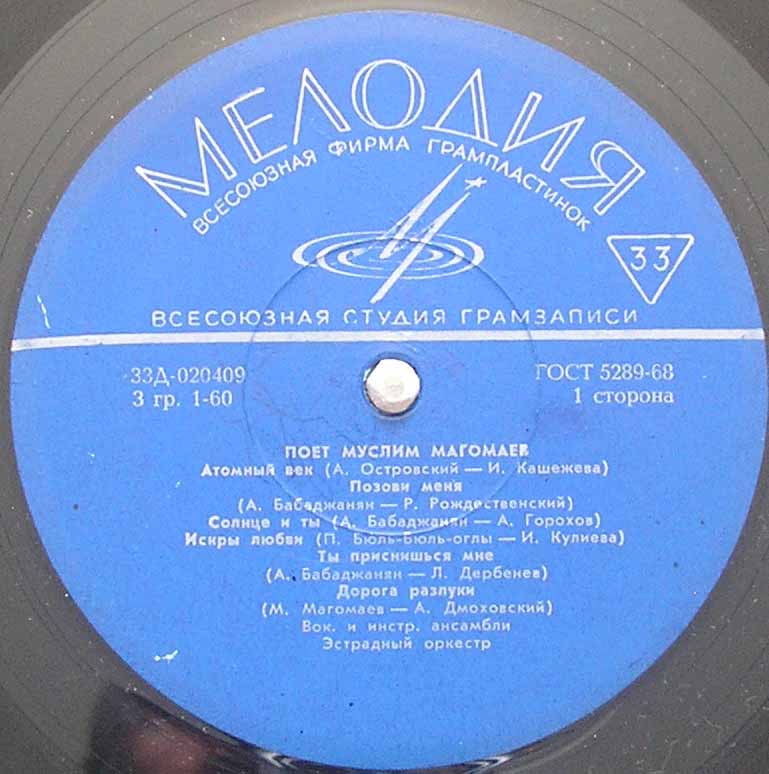 МЕЛОДИЯ
ВСЕСОЮЗНАЯ ФИРМА ГРАМПЛАСТИНОК
33
ВСЕСОЮЗНАЯ СТУДИЯ ГРАМЗАПИСИ
33Д-020409
3 гр. 1-60
ГОСТ 5289-68
1 сторона
ПОЕТ МУСЛИМ МАГОМАЕВ
Атомный век (А. Островский — И. Кашежева)
Позови меня
(А. Бабаджанян — Р. Рождественский)
Солнце и ты (А. Бабаджанян — А. Горохов)
Искры любви (П. Бюль-Бюль-оглы — И. Кулиева)
Ты приснишься мне
(А. Бабаджанян — Л. Дербенев)
Дорога разлуки
(М. Магомаев — А. Дмоховский)
Вок. и инстр. ансамбли
Эстрадный оркестр